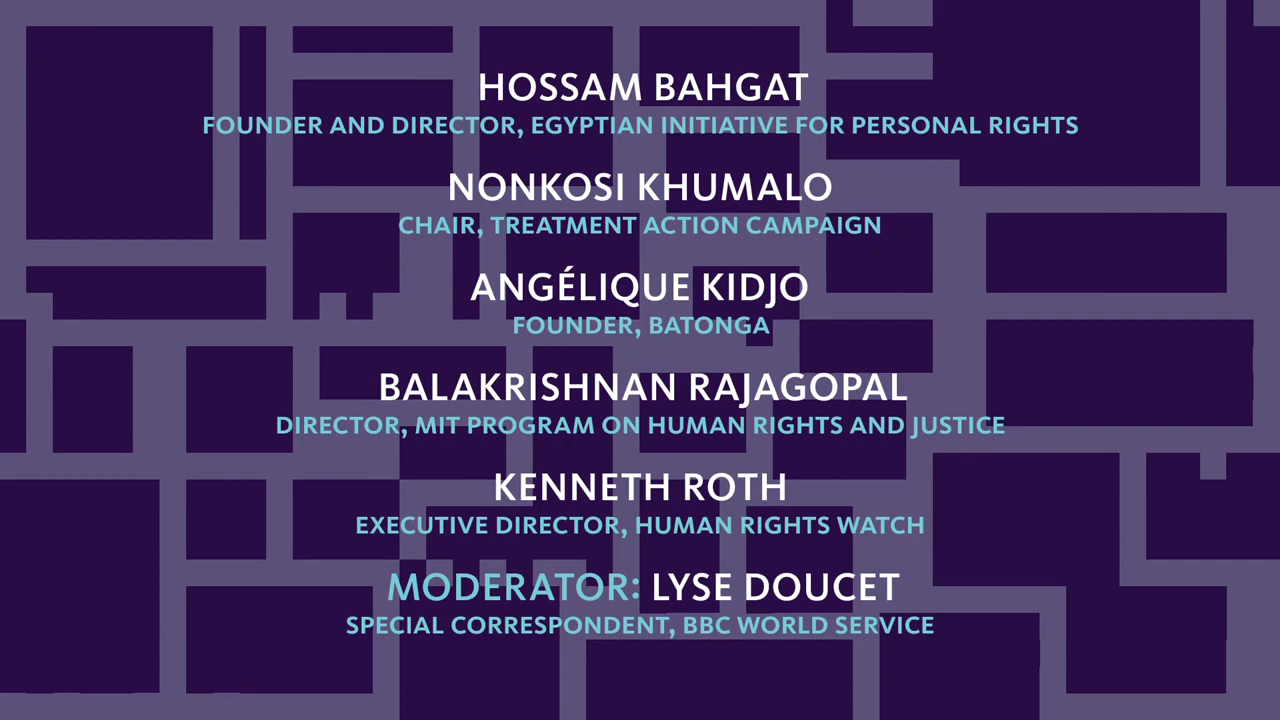 HOSSAM BAHGAT
FOUNDER AND DIRECTOR, EGYPTIAN INITIATIVE FOR PERSONAL RIGHTS
NONKOSI KHUMALO
CHAIR, TREATMENT ACTION CAMPAIGN
ANGÉLIQUE KIDJO
FOUNDER, BATONGA
BALAKRISHNAN RAJAGOPAL
DIRECTOR, MIT PROGRAM ON HUMAN RIGHTS AND JUSTICE
KENNETH ROTH
EXECUTIVE DIRECTOR, HUMAN RIGHTS WATCH
MODERATOR: LYSE DOUCET
SPECIAL CORRESPONDENT, BBC WORLD SERVICE